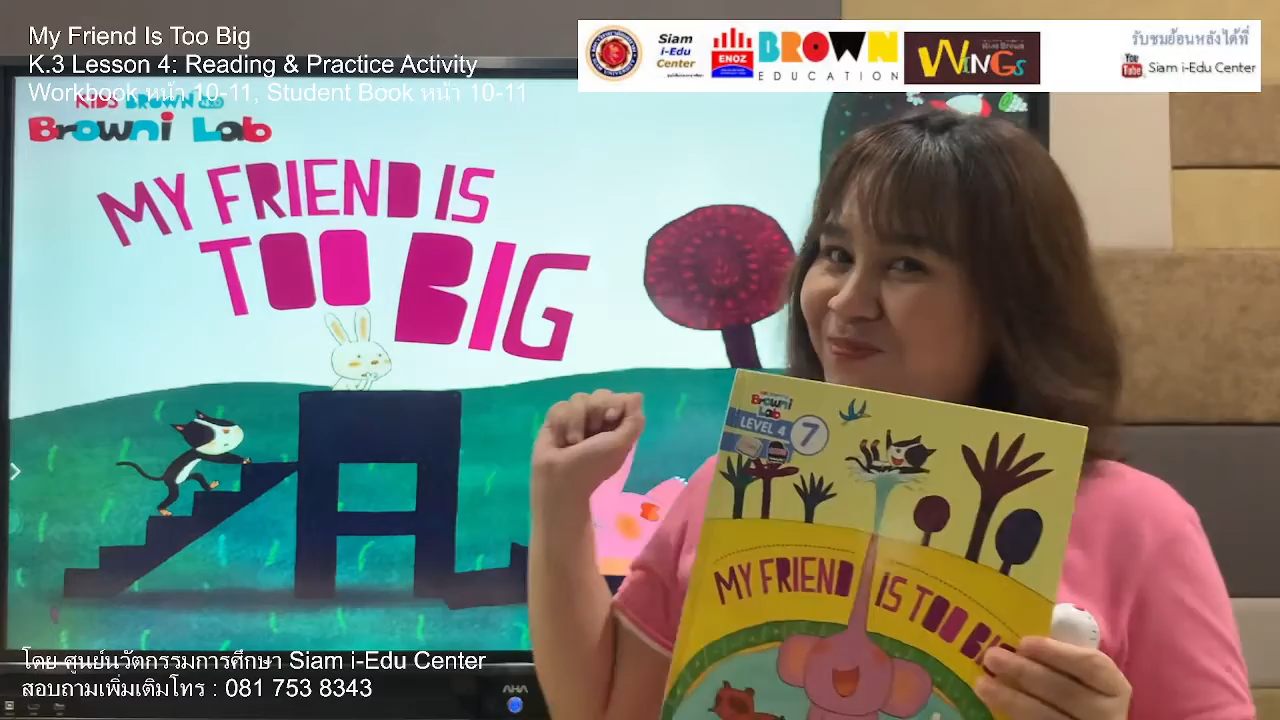 My Friend Is Too Big
K.3 Lesson 4: Reading & Practice Activity
Workbook หน้า 10-11, Student Book หน้า 10-11
BROWN
Browni Lab
MY FRIEND IS
TOO BIG
Siam
i-Edu
Center
ENOZ
BROWN
EDUCATION
WINGS
รับชมย้อนหลังได้ที่
You
Tube
Siam i-Edu Center
Browni
Lab
LEVEL 4
7
MY FRIEND IS TOO BI
โดย ศูนย์นวัตกรรมการศึกษา Siam i-Edu Center
สอบถามเพิ่มเติมโทร : 081 753 8343
AHA